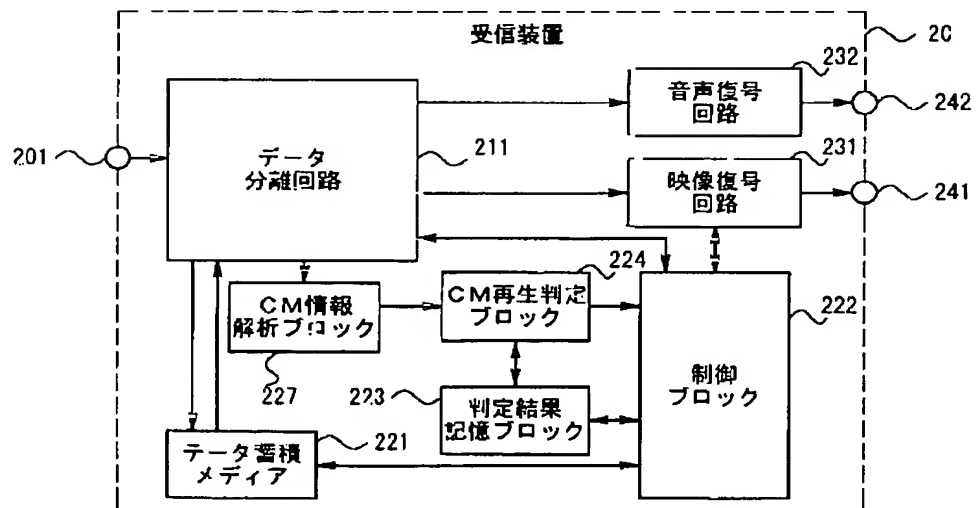 受信装置
2C
232
音声復号
回路
242
201
データ
分離回路
211
231
映像復号
回路
241
224
CM情報
解析ブロック
227
CM再生判定
ブロック
222
制御
ブロック
223
判定結果
記憶ブロック
データ蓄積
メディア
221